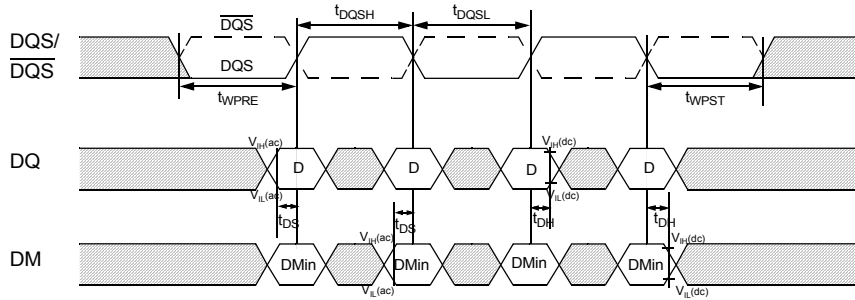 DQS tDQSH tDQSL
DQS/
DQS
DQS
tWPRE tWPST
VIH(ac) VIH(dc)
DQ D D D D
VIL(ac) VIL(dc)
tDS tDS tDH tDH
VIH(ac) VIH(dc)
DM DMin DMin DMin DMin
VIL(ac) VIL(dc)